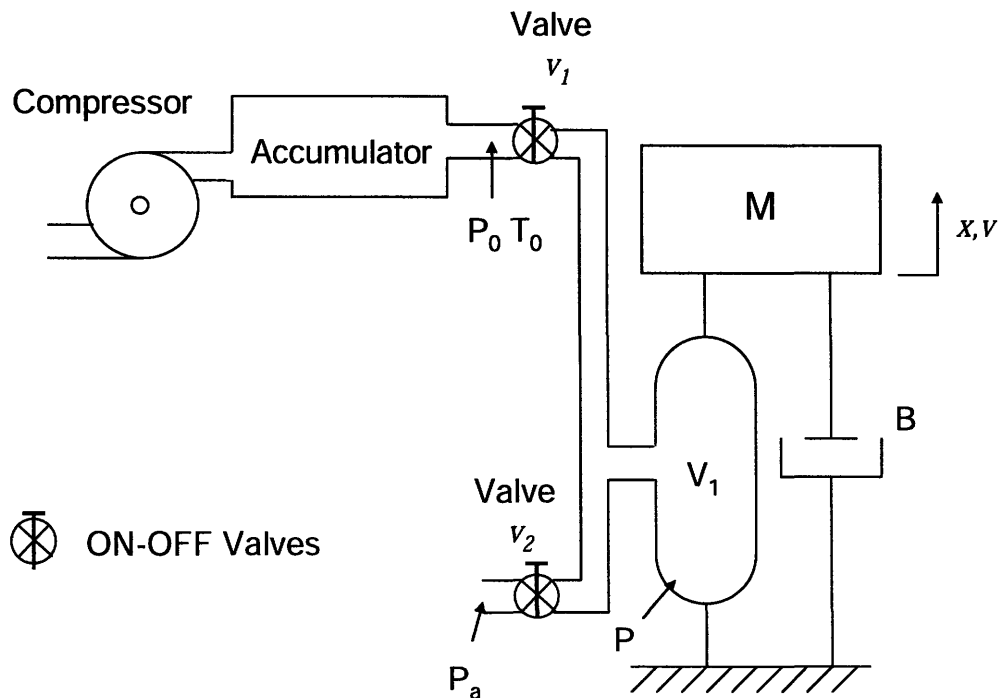 Valve
v₁
Compressor
Accumulator
P₀ T₀
M
X, V
B
V₁
Valve
v₂
ON-OFF Valves
P
Pₐ